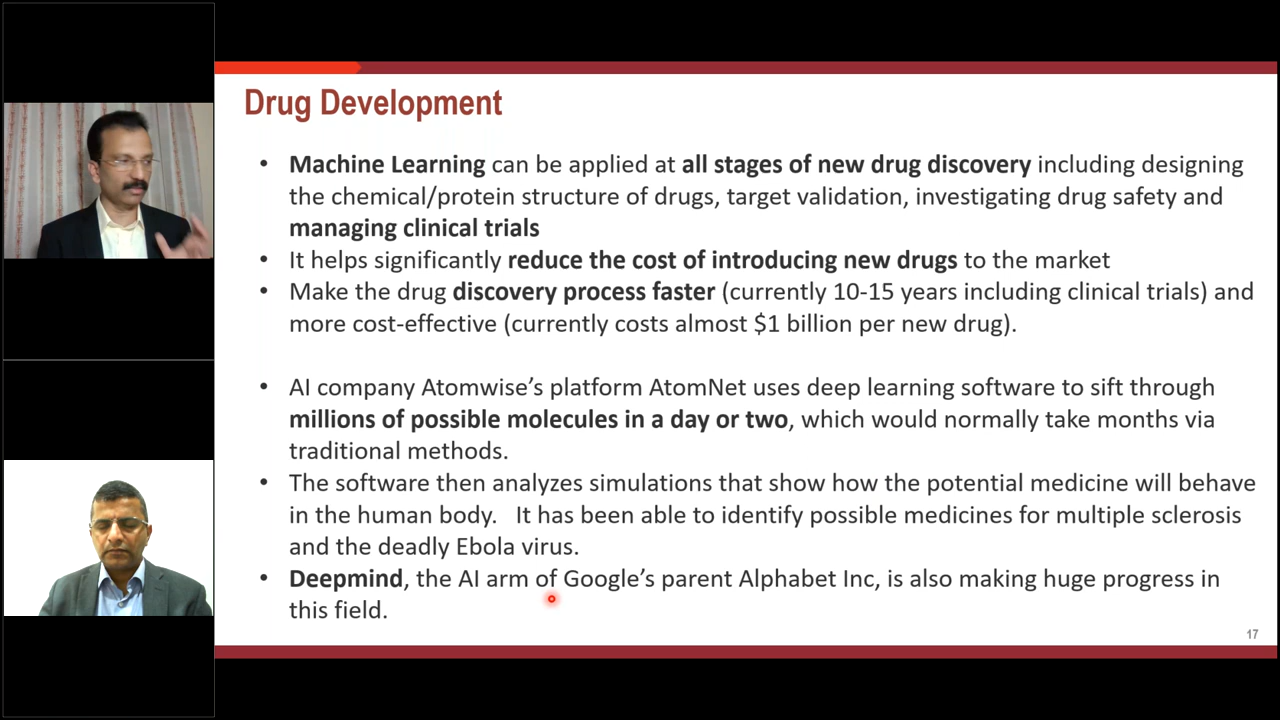 Drug Development
• Machine Learning can be applied at all stages of new drug discovery including designing
the chemical/protein structure of drugs, target validation, investigating drug safety and
managing clinical trials
• It helps significantly reduce the cost of introducing new drugs to the market
• Make the drug discovery process faster (currently 10-15 years including clinical trials) and
more cost-effective (currently costs almost $1 billion per new drug).
• AI company Atomwise’s platform AtomNet uses deep learning software to sift through
millions of possible molecules in a day or two, which would normally take months via
traditional methods.
• The software then analyzes simulations that show how the potential medicine will behave
in the human body. It has been able to identify possible medicines for multiple sclerosis
and the deadly Ebola virus.
• Deepmind, the AI arm of Google’s parent Alphabet Inc, is also making huge progress in
this field.
17